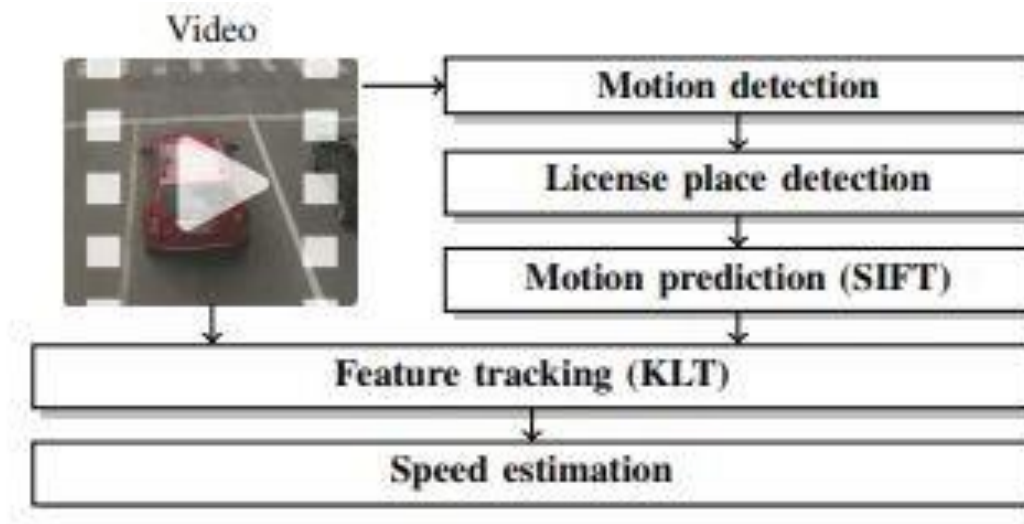 Video
Motion detection
License place detection
Motion prediction (SIFT)
Feature tracking (KLT)
Speed estimation